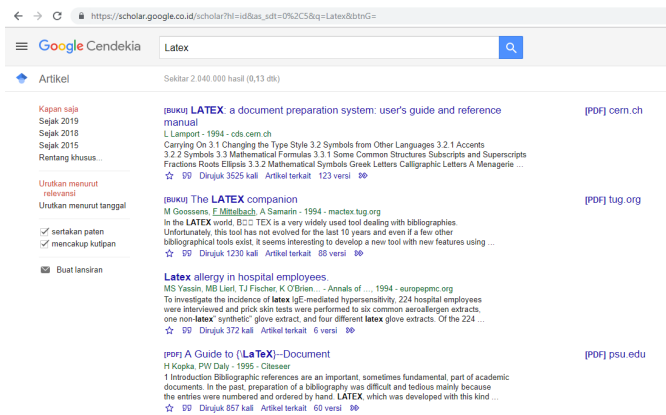 https://scholar.google.co.id/scholar?hl=id&as_sdt=0%2C5&q=Latex&btnG=
Google Cendekia
Latex
Artikel
Sekitar 2.040.000 hasil (0,13 dtk)
Kapan saja
Sejak 2019
Sejak 2018
Sejak 2015
Rentang khusus...
Urutkan menurut
relevansi
Urutkan menurut tanggal
sertakan paten
mencakup kutipan
Buat lansiran
[BUKU] LATEX: a document preparation system: user's guide and reference
manual
[PDF] cern.ch
L Lamport - 1994 - cds.cern.ch
Carrying On 3.1 Changing the Type Style 3.2 Symbols from Other Languages 3.2.1 Accents
3.2.2 Symbols 3.3 Mathematical Formulas 3.3.1 Some Common Structures Subscripts and Superscripts
Fractions Roots Ellipsis 3.3.2 Mathematical Symbols Greek Letters Calligraphic Letters A Menagerie ...
Dirujuk 3525 kali Artikel terkait 123 versi
[BUKU] The LATEX companion
[PDF] tug.org
M Goossens, F Mittelbach, A Samarin - 1994 - mactex.tug.org
In the LATEX world, B□□ TEX is a very widely used tool dealing with bibliographies.
Unfortunately, this tool has not evolved for the last 10 years and even if a few other
bibliographical tools exist, it seems interesting to develop a new tool with new features using ...
Dirujuk 1230 kali Artikel terkait 88 versi
Latex allergy in hospital employees.
MS Yassin, MB Lierl, TJ Fischer, K O'Brien... - Annals of ..., 1994 - europepmc.org
To investigate the incidence of latex IgE-mediated hypersensitivity, 224 hospital employees
were interviewed and prick skin tests were performed to six common aeroallergen extracts,
one non-latex" synthetic" glove extract, and four different latex glove extracts. Of the 224 ...
Dirujuk 372 kali Artikel terkait 6 versi
[PDF] A Guide to {\LaTeX}--Document
[PDF] psu.edu
H Kopka, PW Daly - 1995 - Citeseer
1 Introduction Bibliographic references are an important, sometimes fundamental, part of academic
documents. In the past, preparation of a bibliography was difficult and tedious mainly because
the entries were numbered and ordered by hand. LATEX, which was developed with this kind ...
Dirujuk 857 kali Artikel terkait 60 versi